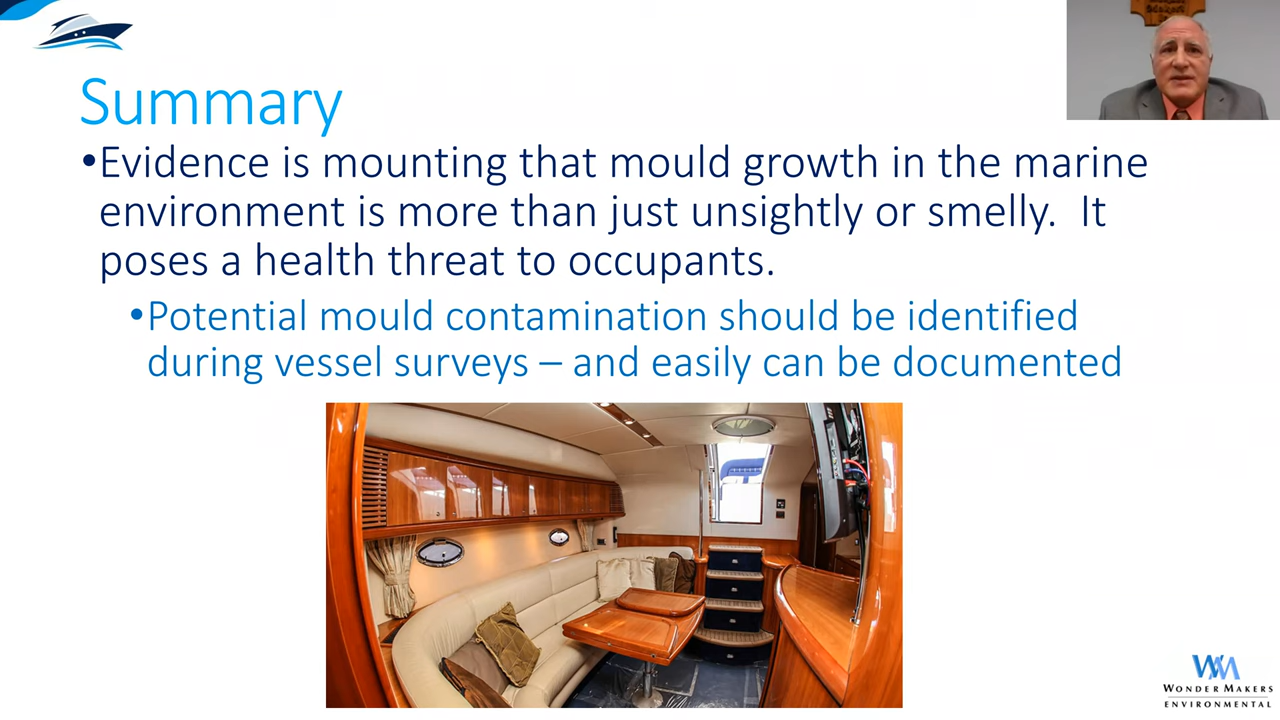 Summary
•Evidence is mounting that mould growth in the marine
environment is more than just unsightly or smelly. It
poses a health threat to occupants.
•Potential mould contamination should be identified
during vessel surveys – and easily can be documented
WONDER MAKERS
ENVIRONMENTAL